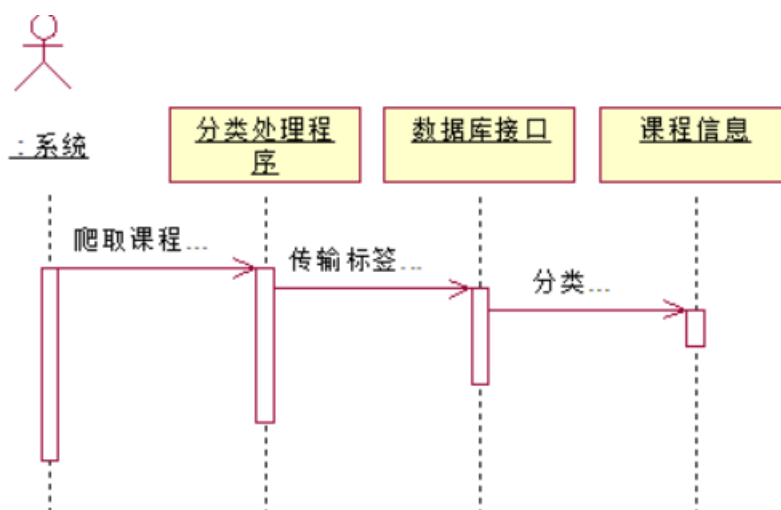 : 系统
分类处理程
序
数据库接口
课程信息
爬取课程...
传输标签...
分类...